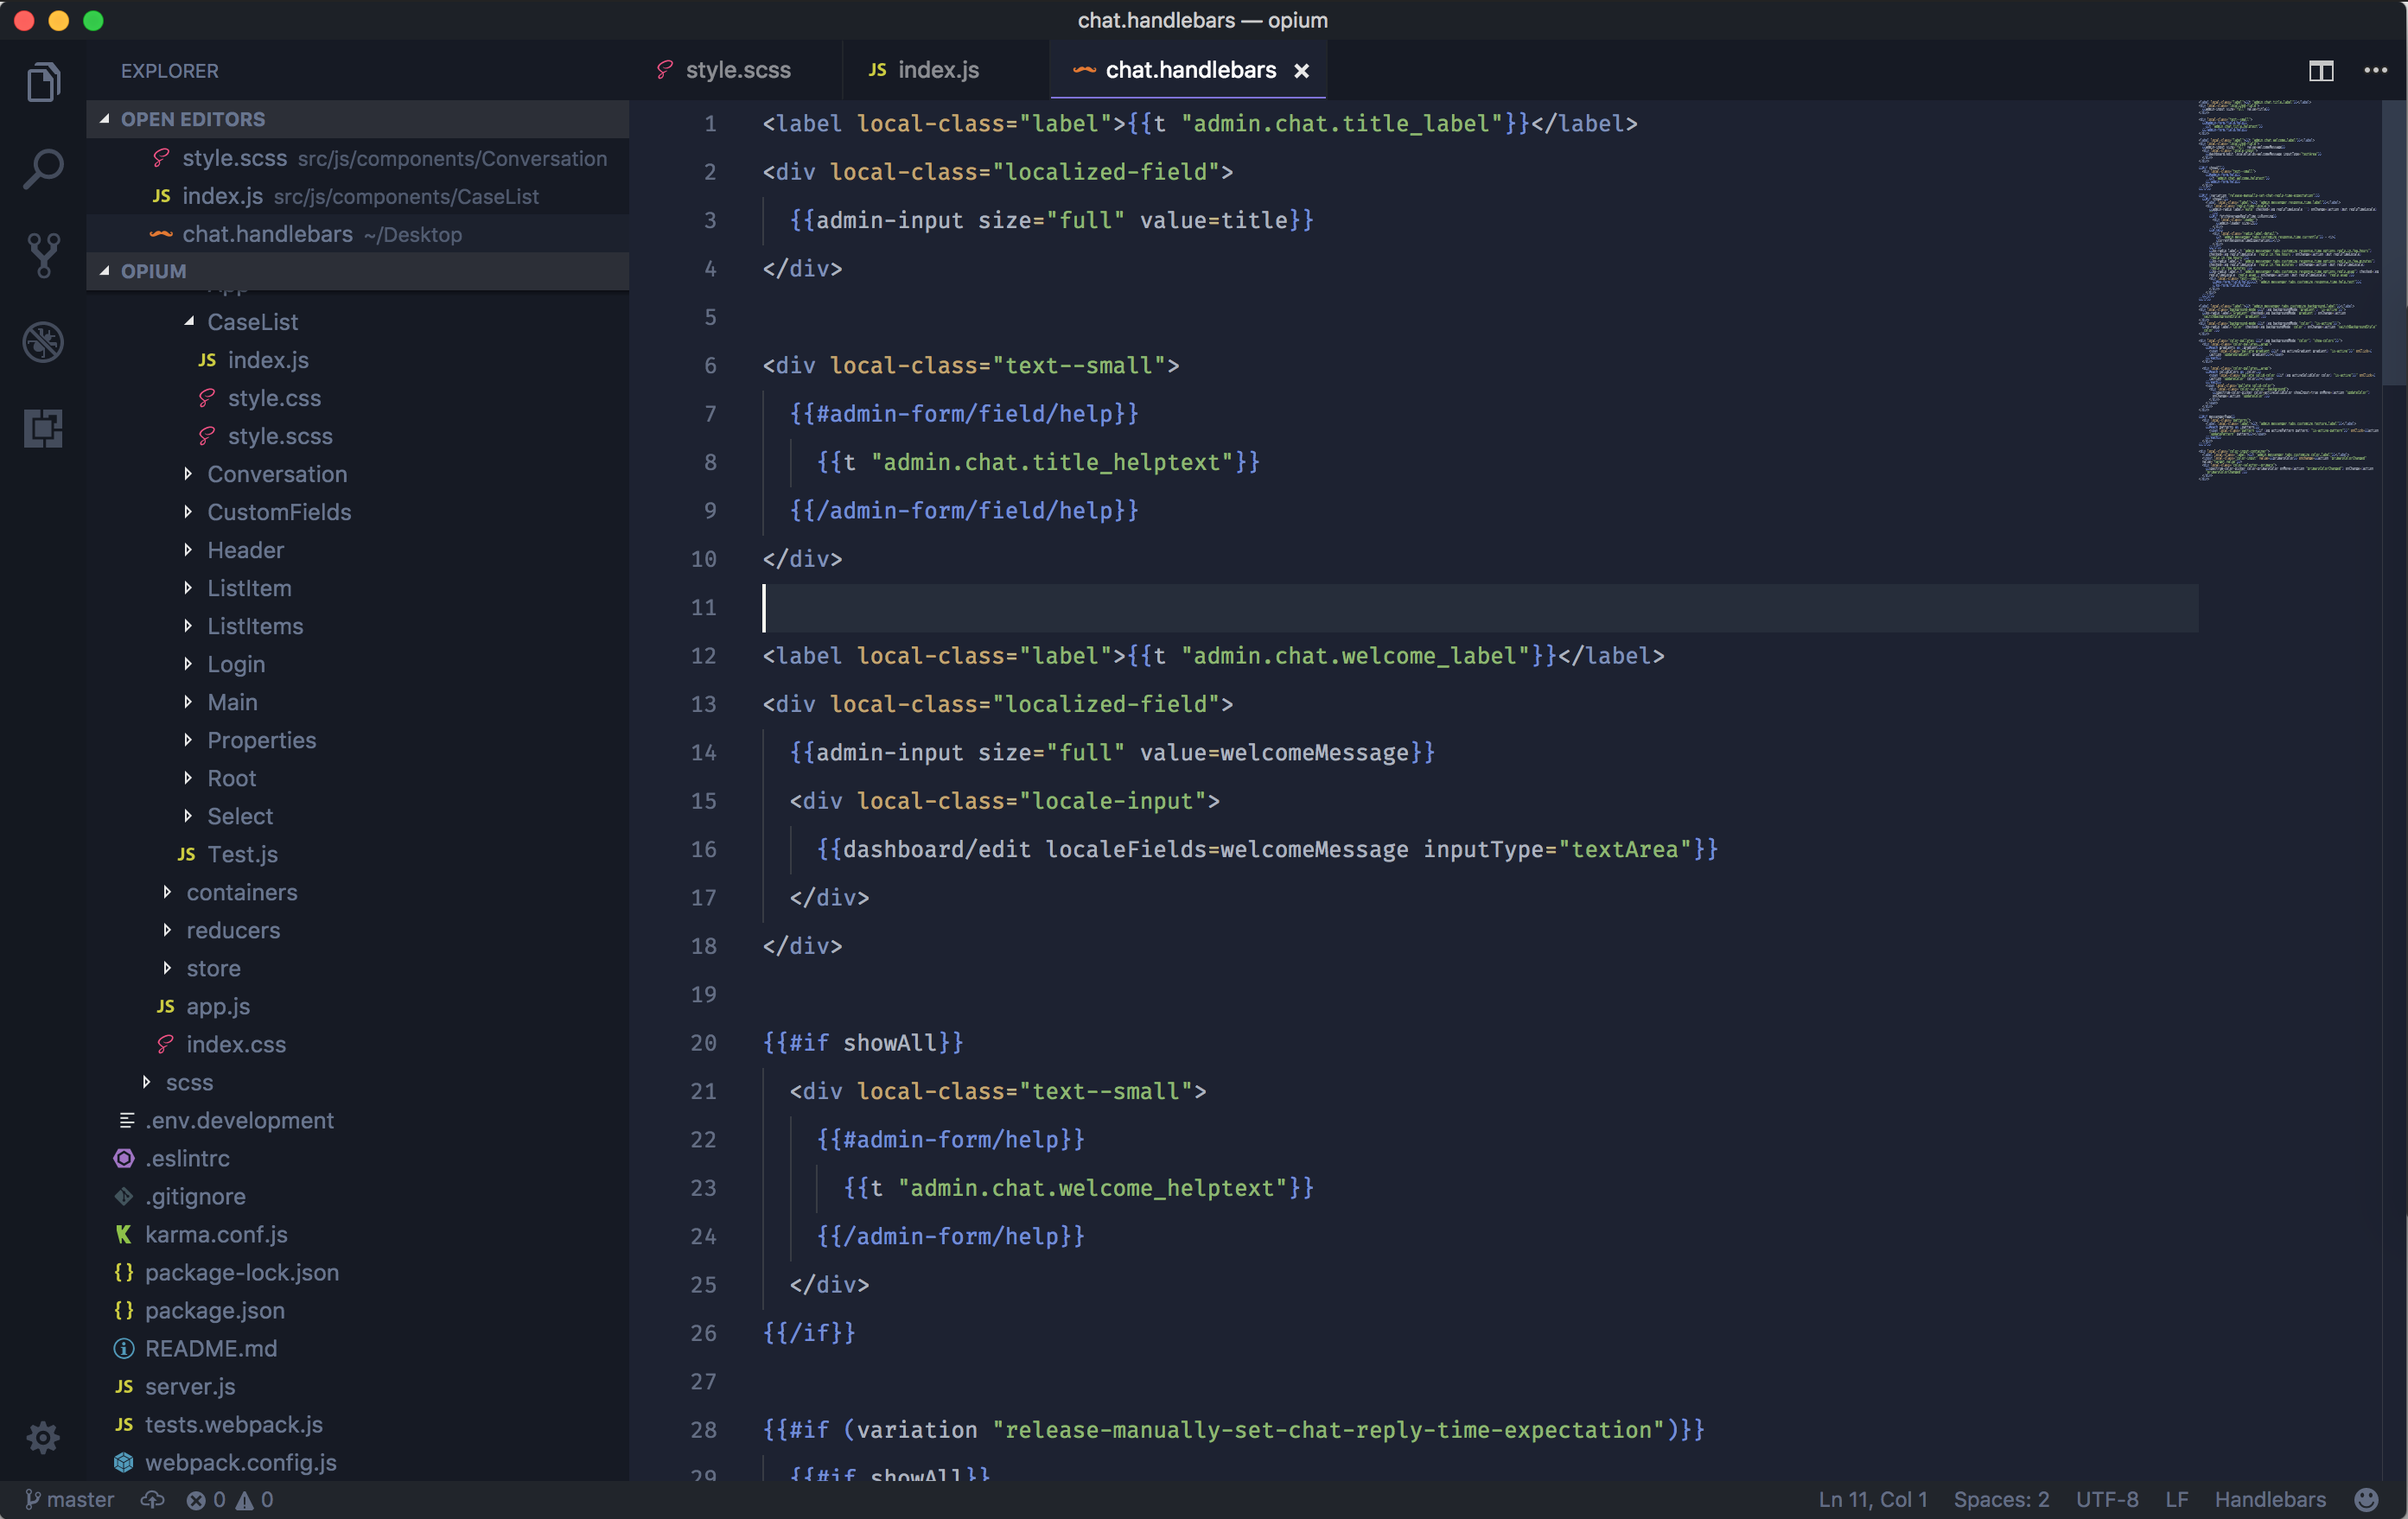 chat.handlebars — opium
EXPLORER
style.scss
JS index.js
chat.handlebars
OPEN EDITORS
style.scss src/js/components/Conversation
JS index.js src/js/components/CaseList
chat.handlebars ~/Desktop
OPIUM
App
CaseList
JS index.js
style.css
style.scss
Conversation
CustomFields
Header
ListItem
ListItems
Login
Main
Properties
Root
Select
JS Test.js
containers
reducers
store
JS app.js
index.css
scss
.env.development
.eslintrc
.gitignore
karma.conf.js
{} package-lock.json
{} package.json
README.md
JS server.js
JS tests.webpack.js
webpack.config.js
1 <label local-class="label">{{t "admin.chat.title_label"}}</label>
2 <div local-class="localized-field">
3 {{admin-input size="full" value=title}}
4 </div>
5
6 <div local-class="text--small">
7 {{#admin-form/field/help}}
8 {{t "admin.chat.title_helptext"}}
9 {{/admin-form/field/help}}
10 </div>
11
12 <label local-class="label">{{t "admin.chat.welcome_label"}}</label>
13 <div local-class="localized-field">
14 {{admin-input size="full" value=welcomeMessage}}
15 <div local-class="locale-input">
16 {{dashboard/edit localeFields=welcomeMessage inputType="textArea"}}
17 </div>
18 </div>
19
20 {{#if showAll}}
21 <div local-class="text--small">
22 {{#admin-form/help}}
23 {{t "admin.chat.welcome_helptext"}}
24 {{/admin-form/help}}
25 </div>
26 {{/if}}
27
28 {{#if (variation "release-manually-set-chat-reply-time-expectation")}}
29 {{#if showAll}}
master 0 0
Ln 11, Col 1 Spaces: 2 UTF-8 LF Handlebars